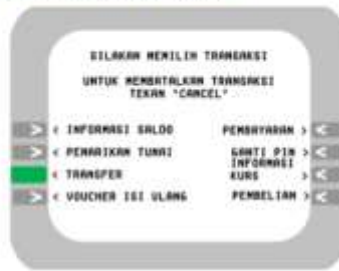 SILAKAN MEMILIH TRANSAKSI
UNTUK MEMBATALKAN TRANSAKSI
TEKAN "CANCEL"
< INFORMASI SALDO PEMBAYARAN >
< PENARIKAN TUNAI GANTI PIN >
INFORMASI
< TRANSFER KURS >
< VOUCHER ISI ULANG PEMBELIAN >